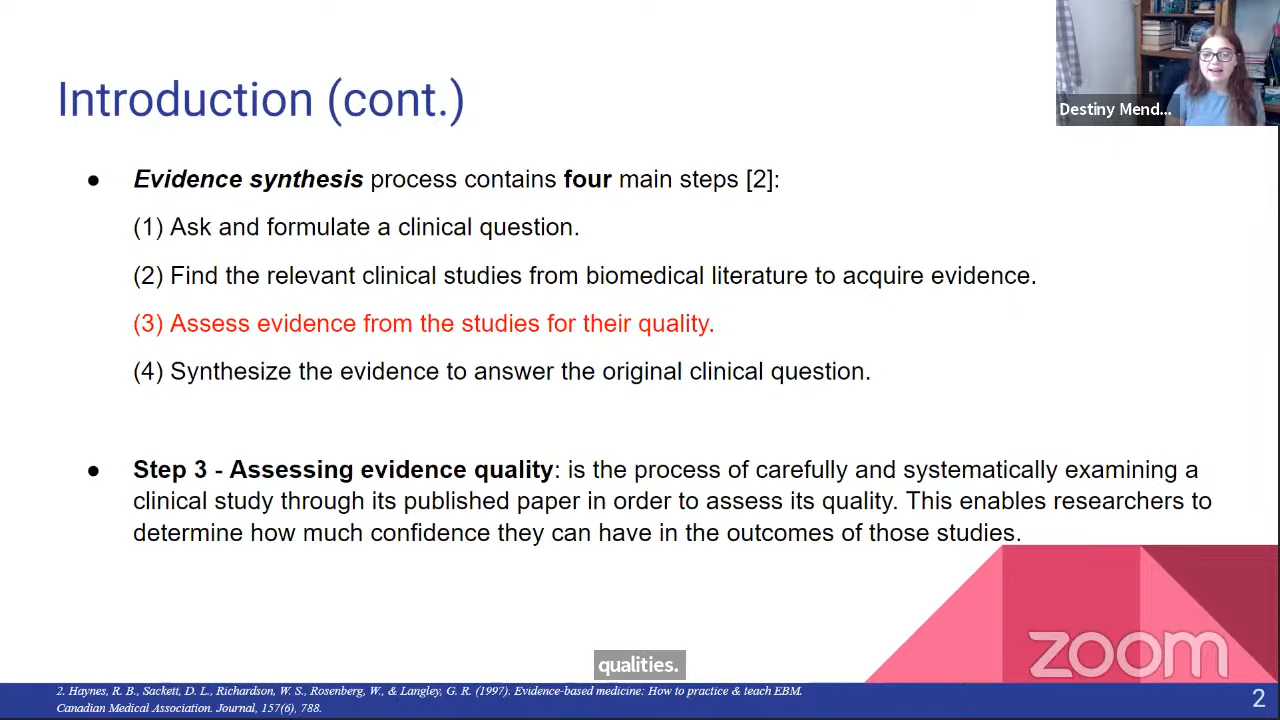 Introduction (cont.)
Destiny Mend...
● Evidence synthesis process contains four main steps [2]:
(1) Ask and formulate a clinical question.
(2) Find the relevant clinical studies from biomedical literature to acquire evidence.
(3) Assess evidence from the studies for their quality.
(4) Synthesize the evidence to answer the original clinical question.
● Step 3 - Assessing evidence quality: is the process of carefully and systematically examining a
clinical study through its published paper in order to assess its quality. This enables researchers to
determine how much confidence they can have in the outcomes of those studies.
zoom
qualities.
2. Haynes, R. B., Sackett, D. L., Richardson, W. S., Rosenberg, W., & Langley, G. R. (1997). Evidence-based medicine: How to practice & teach EBM.
Canadian Medical Association. Journal, 157(6), 788.
2